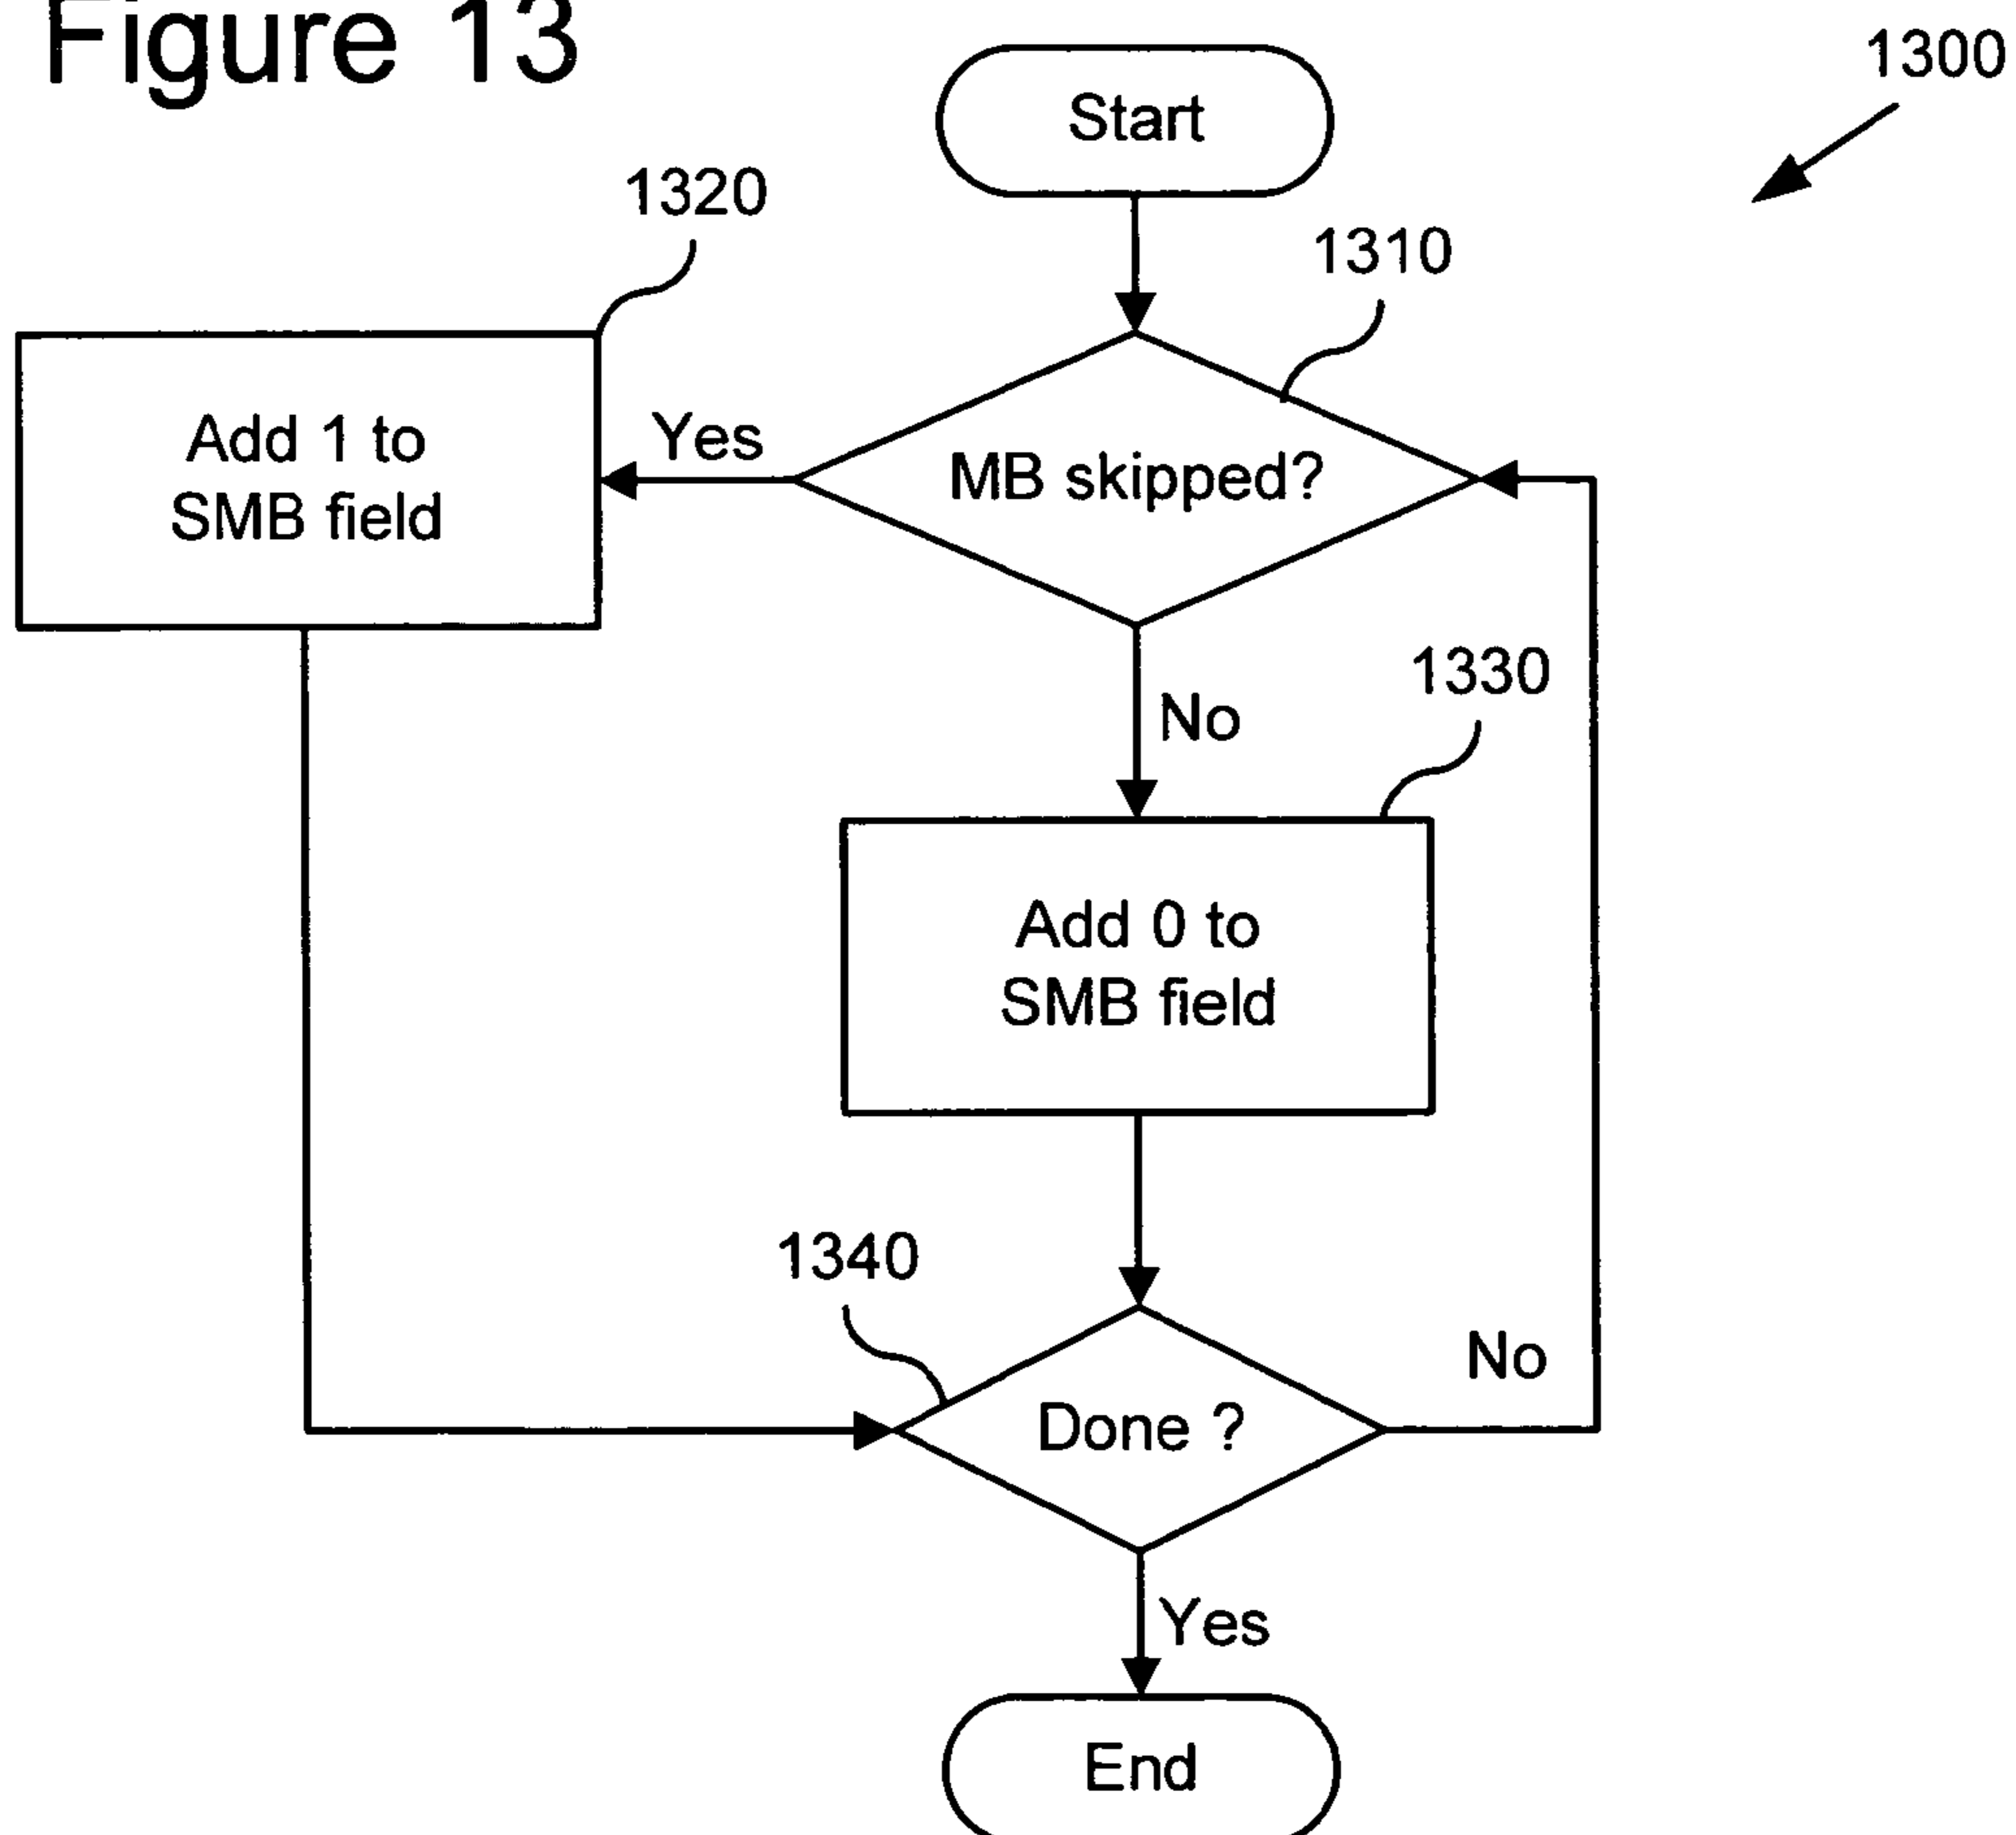 Figure 13
1300
Start
1320
1310
Add 1 to
SMB field
Yes
MB skipped?
No
1330
Add 0 to
SMB field
1340
Done ?
No
Yes
End